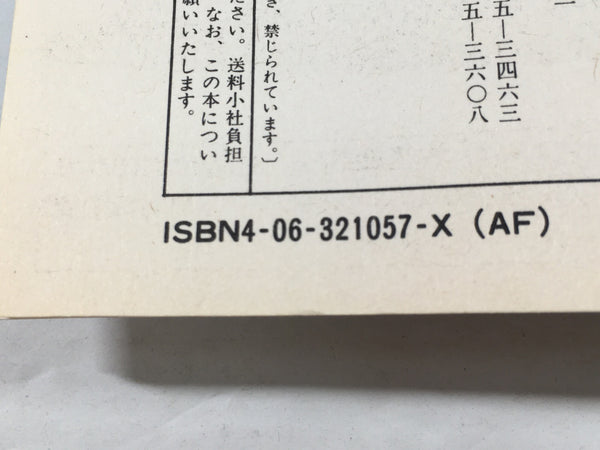 五―三四六三
五―三六〇八
き、禁じられています。〕
ださい。送料小社負担
なお、この本につい
願いいたします。
ISBN4-06-321057-X (AF)